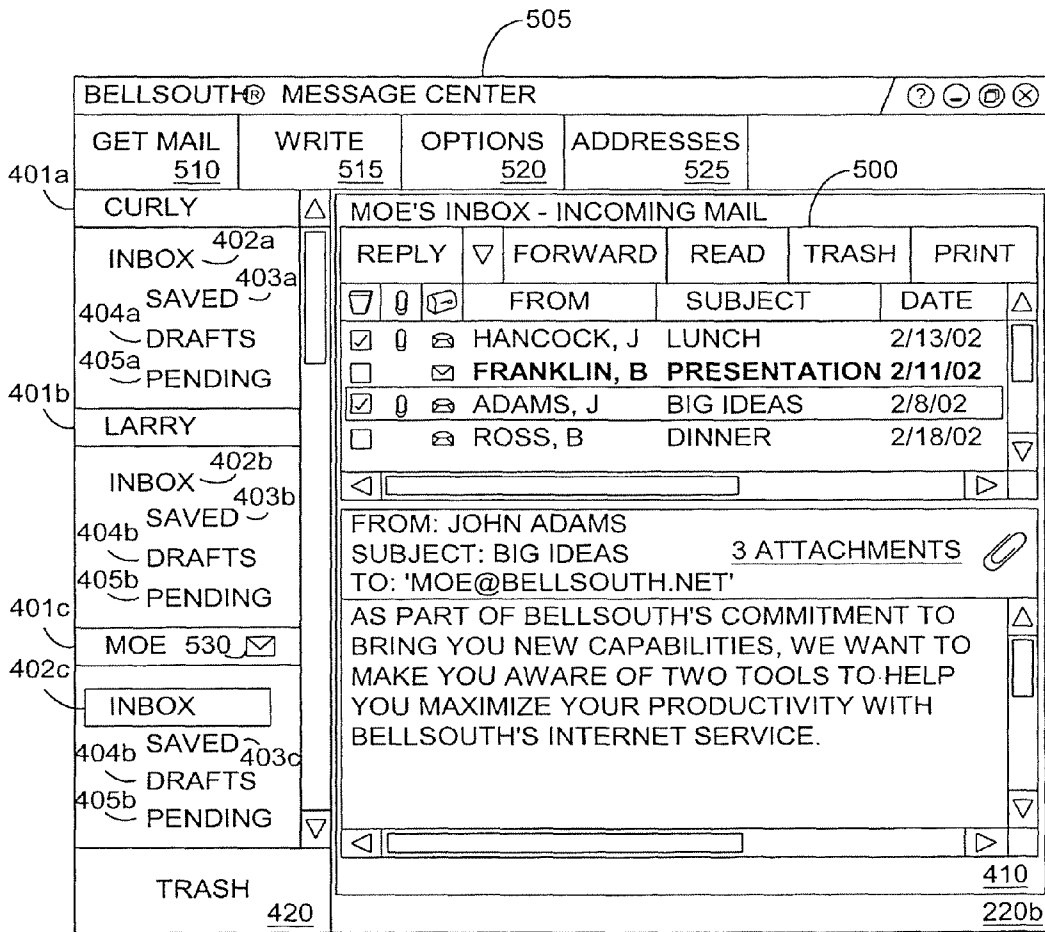 505
BELLSOUTH® MESSAGE CENTER
GET MAIL 510
WRITE 515
OPTIONS 520
ADDRESSES 525
500
401a
CURLY
INBOX 402a
SAVED 403a
404a DRAFTS
405a PENDING
401b
LARRY
INBOX 402b
SAVED 403b
404b DRAFTS
405b PENDING
401c
MOE 530
402c
INBOX
SAVED 403c
404b DRAFTS
405b PENDING
TRASH
420
MOE'S INBOX - INCOMING MAIL
REPLY FORWARD READ TRASH PRINT
FROM SUBJECT DATE
HANCOCK, J LUNCH 2/13/02
FRANKLIN, B PRESENTATION 2/11/02
ADAMS, J BIG IDEAS 2/8/02
ROSS, B DINNER 2/18/02
FROM: JOHN ADAMS
SUBJECT: BIG IDEAS 3 ATTACHMENTS
TO: 'MOE@BELLSOUTH.NET'
AS PART OF BELLSOUTH'S COMMITMENT TO
BRING YOU NEW CAPABILITIES, WE WANT TO
MAKE YOU AWARE OF TWO TOOLS TO HELP
YOU MAXIMIZE YOUR PRODUCTIVITY WITH
BELLSOUTH'S INTERNET SERVICE.
410
220b